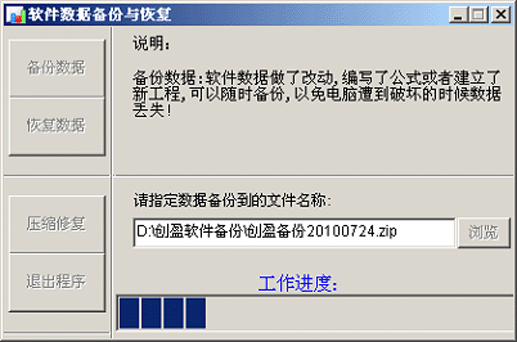 软件数据备份与恢复
备份数据
恢复数据
压缩修复
退出程序
说明:
备份数据:软件数据做了改动,编写了公式或者建立了
新工程,可以随时备份,以免电脑遭到破坏的时候数据
丢失!
请指定数据备份到的文件名称:
D:\创盈软件备份\创盈备份20100724.zip
浏览
工作进度: